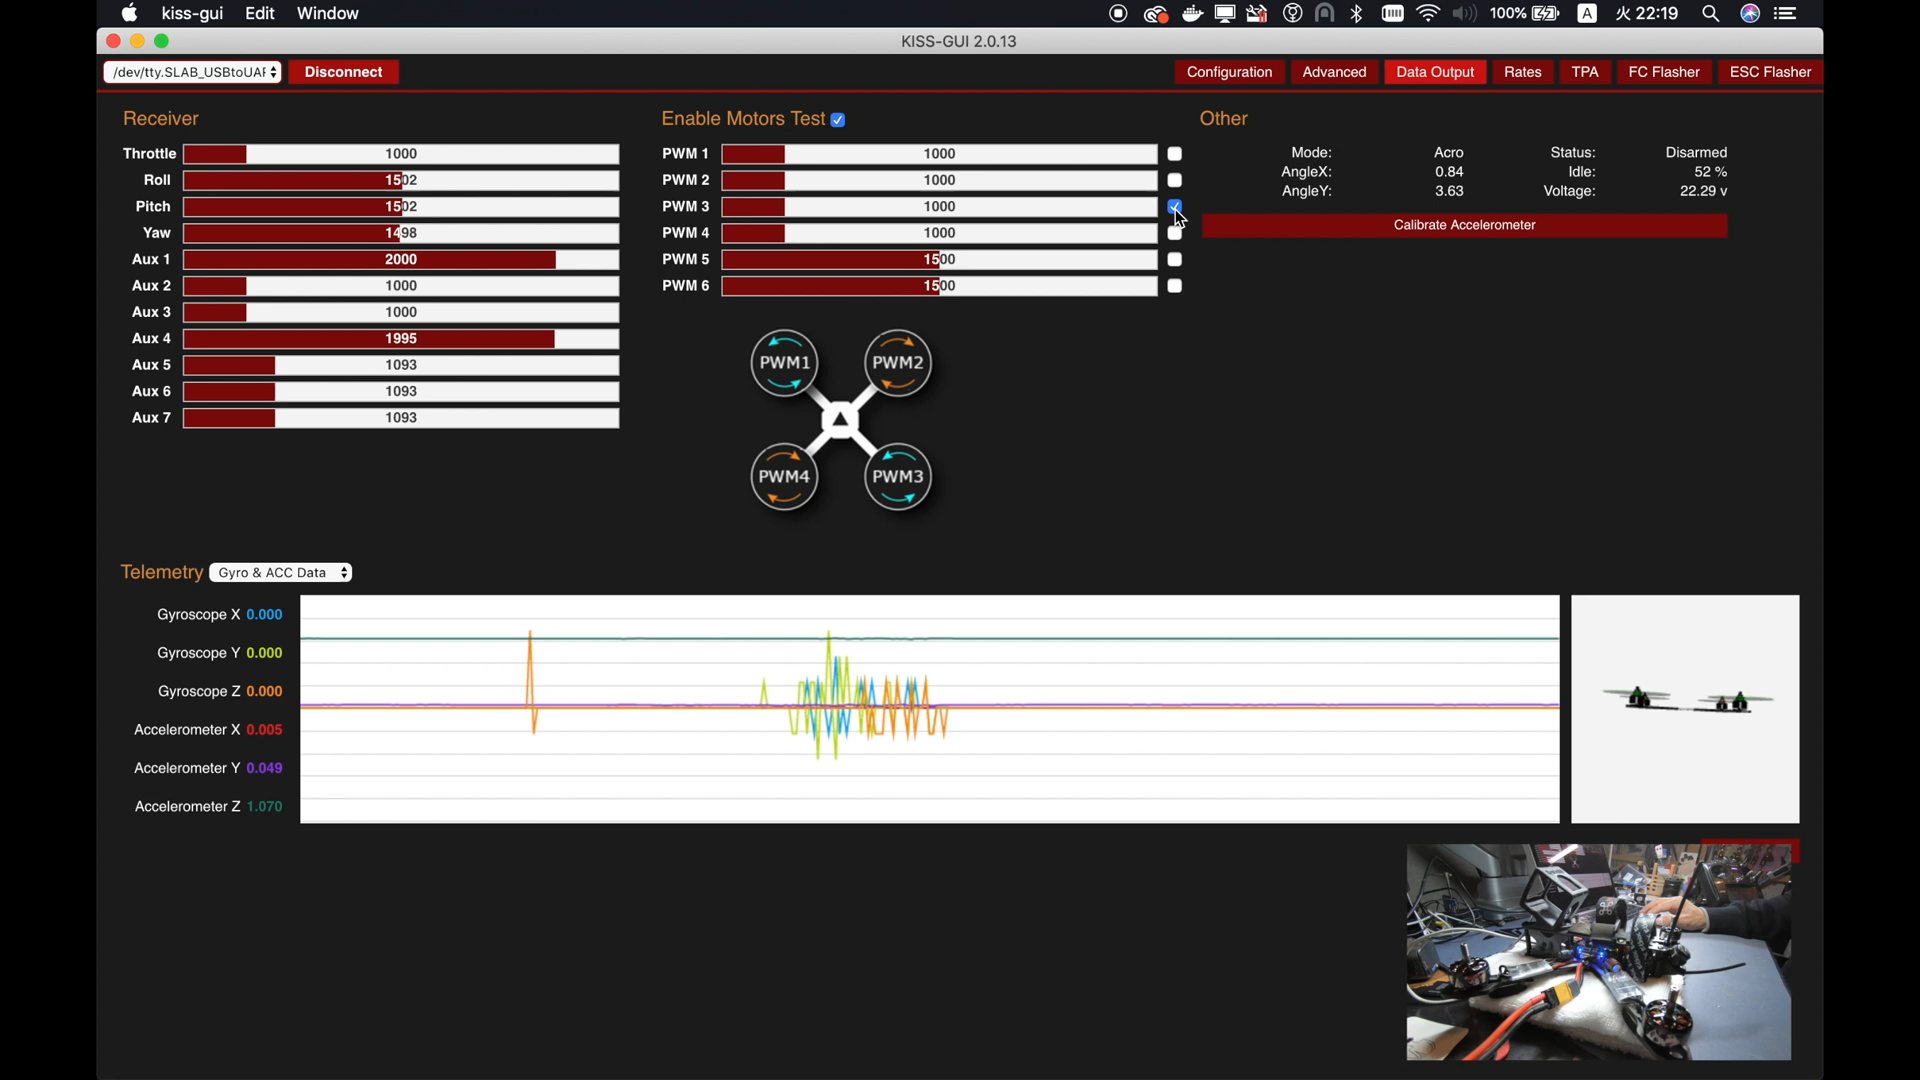 kiss-gui Edit Window 100% A 火 22:19
KISS-GUI 2.0.13
/dev/tty.SLAB_USBtoUAF Disconnect Configuration Advanced Data Output Rates TPA FC Flasher ESC Flasher
Receiver
Throttle 1000
Roll 1502
Pitch 1502
Yaw 1498
Aux 1 2000
Aux 2 1000
Aux 3 1000
Aux 4 1995
Aux 5 1093
Aux 6 1093
Aux 7 1093
Enable Motors Test
PWM 1 1000
PWM 2 1000
PWM 3 1000
PWM 4 1000
PWM 5 1500
PWM 6 1500
PWM1 PWM2
PWM4 PWM3
Other
Mode: Acro Status: Disarmed
AngleX: 0.84 Idle: 52 %
AngleY: 3.63 Voltage: 22.29 v
Calibrate Accelerometer
Telemetry Gyro & ACC Data
Gyroscope X 0.000
Gyroscope Y 0.000
Gyroscope Z 0.000
Accelerometer X 0.005
Accelerometer Y 0.049
Accelerometer Z 1.070